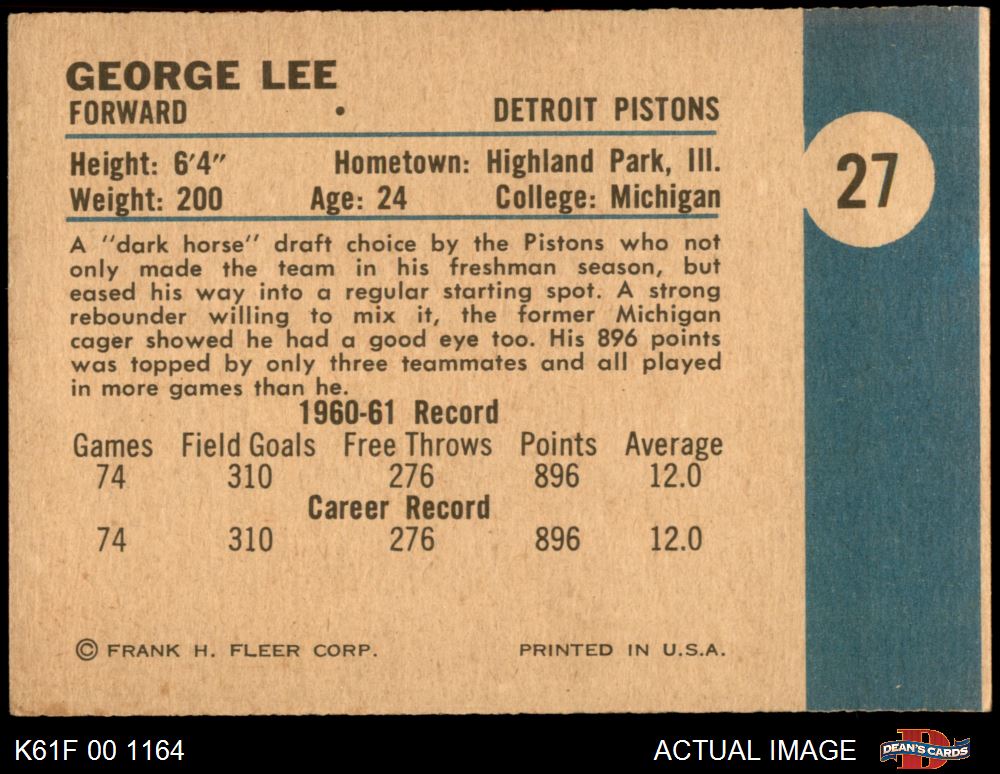 GEORGE LEE
FORWARD • DETROIT PISTONS
Height: 6'4" Hometown: Highland Park, Ill.
Weight: 200 Age: 24 College: Michigan
27
A "dark horse" draft choice by the Pistons who not
only made the team in his freshman season, but
eased his way into a regular starting spot. A strong
rebounder willing to mix it, the former Michigan
cager showed he had a good eye too. His 896 points
was topped by only three teammates and all played
in more games than he.
1960-61 Record
Games Field Goals Free Throws Points Average
74 310 276 896 12.0
Career Record
74 310 276 896 12.0
© FRANK H. FLEER CORP. PRINTED IN U.S.A.
K61F 00 1164 ACTUAL IMAGE DEAN'S CARDS